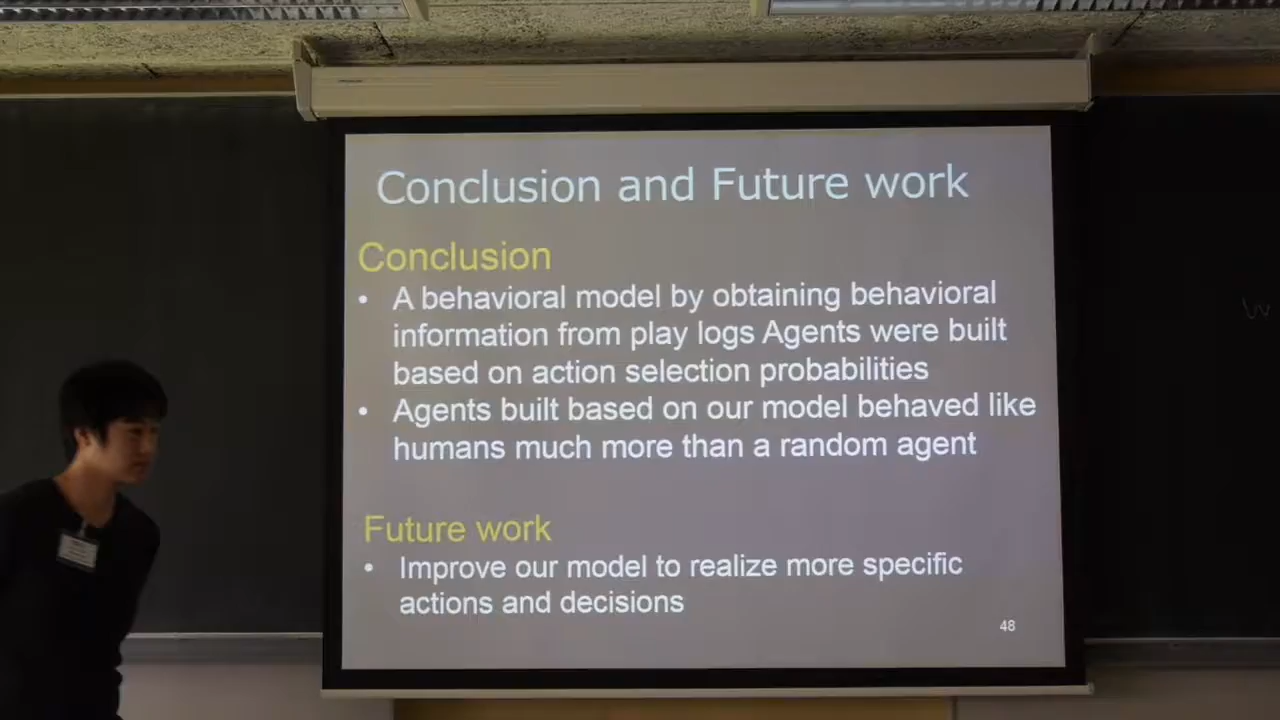 Conclusion and Future work
Conclusion
• A behavioral model by obtaining behavioral
information from play logs Agents were built
based on action selection probabilities
• Agents built based on our model behaved like
humans much more than a random agent
Future work
• Improve our model to realize more specific
actions and decisions
48